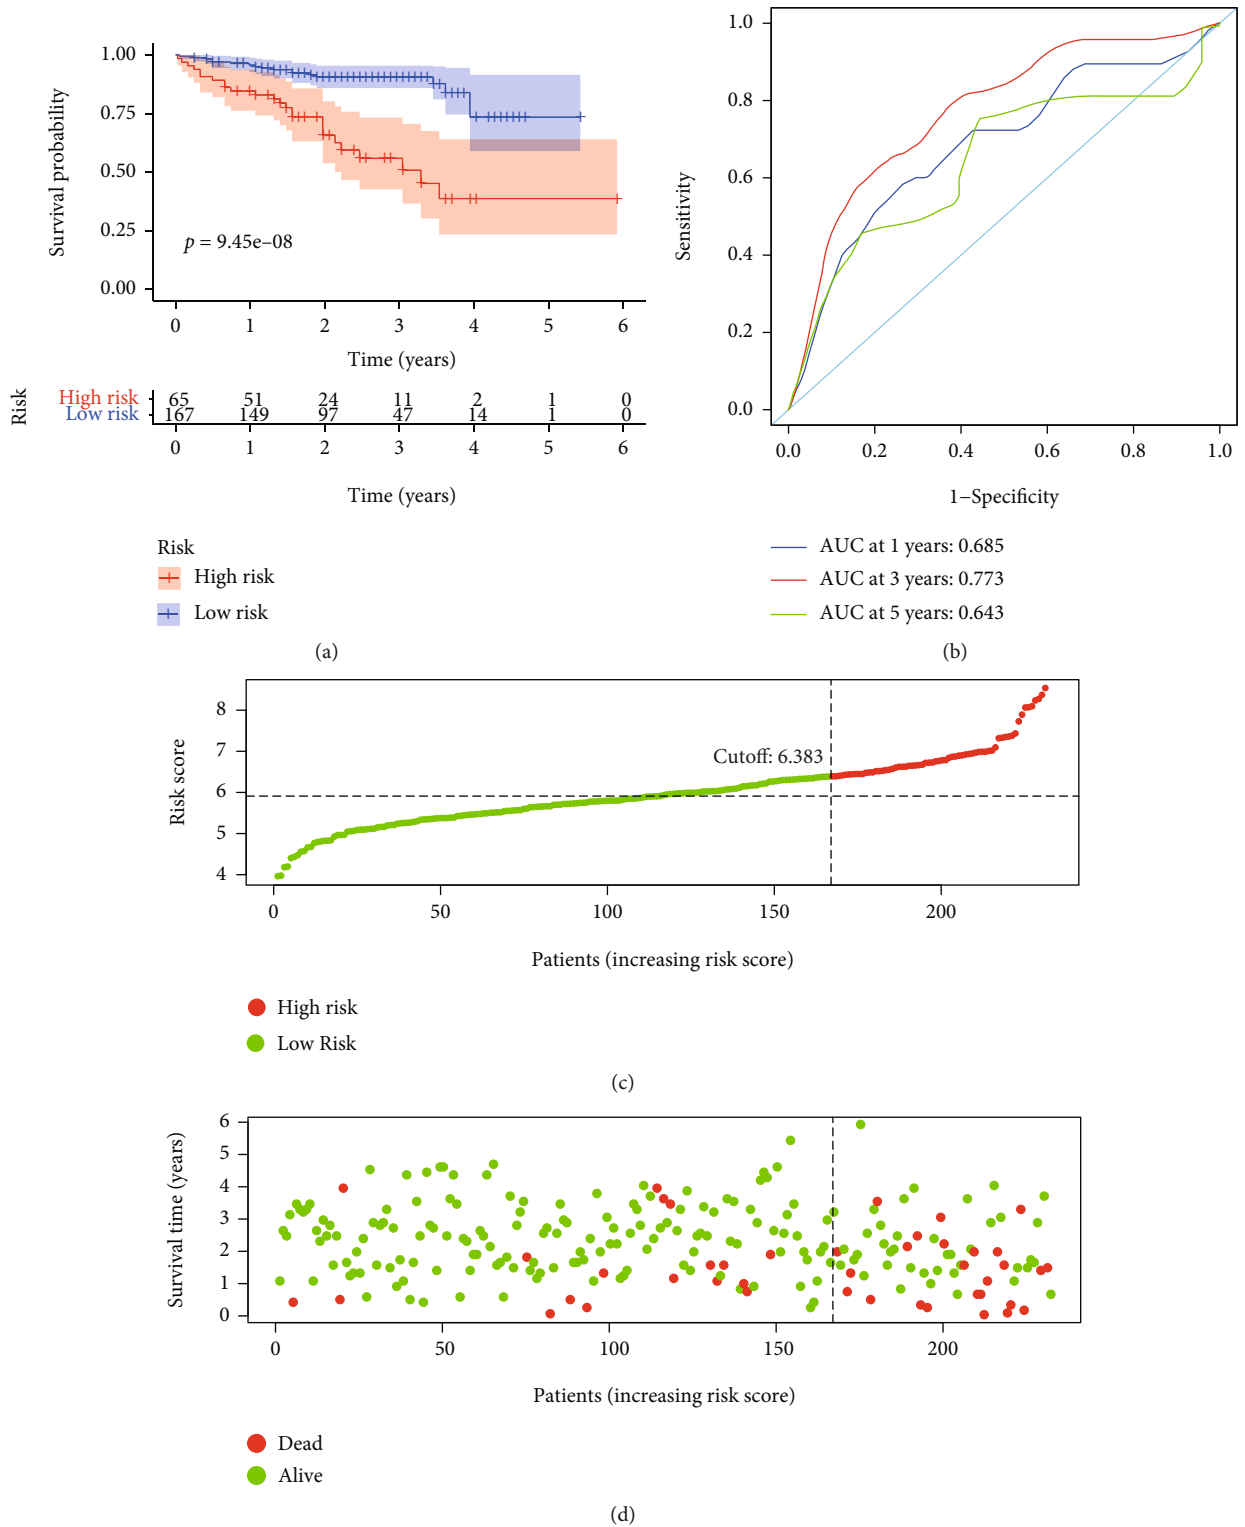 1.00
0.75
0.50
0.25
0.00
Survival probability
p = 9.45e–08
0 1 2 3 4 5 6
Time (years)
Risk
High risk 65 51 24 11 2 1 0
Low risk 167 149 97 47 14 1 0
0 1 2 3 4 5 6
Time (years)
Risk
High risk
Low risk
(a)
1.0
0.8
0.6
0.4
0.2
0.0
Sensitivity
0.0 0.2 0.4 0.6 0.8 1.0
1–Specificity
AUC at 1 years: 0.685
AUC at 3 years: 0.773
AUC at 5 years: 0.643
(b)
8
7
6
5
4
Risk score
Cutoff: 6.383
0 50 100 150 200
Patients (increasing risk score)
High risk
Low Risk
(c)
6
5
4
3
2
1
0
Survival time (years)
0 50 100 150 200
Patients (increasing risk score)
Dead
Alive
(d)